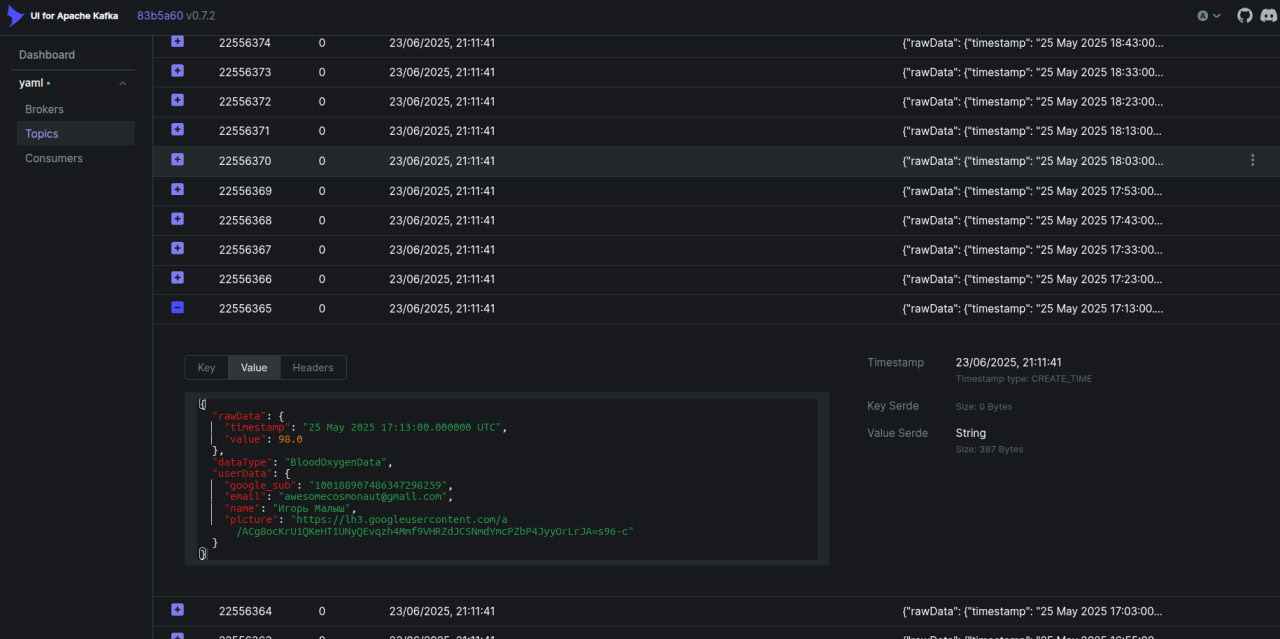 UI for Apache Kafka 83b5a60 v0.7.2
Dashboard
yaml
Brokers
Topics
Consumers
22556374 0 23/06/2025, 21:11:41 {"rawData": {"timestamp": "25 May 2025 18:43:00...
22556373 0 23/06/2025, 21:11:41 {"rawData": {"timestamp": "25 May 2025 18:33:00...
22556372 0 23/06/2025, 21:11:41 {"rawData": {"timestamp": "25 May 2025 18:23:00...
22556371 0 23/06/2025, 21:11:41 {"rawData": {"timestamp": "25 May 2025 18:13:00...
22556370 0 23/06/2025, 21:11:41 {"rawData": {"timestamp": "25 May 2025 18:03:00...
22556369 0 23/06/2025, 21:11:41 {"rawData": {"timestamp": "25 May 2025 17:53:00...
22556368 0 23/06/2025, 21:11:41 {"rawData": {"timestamp": "25 May 2025 17:43:00...
22556367 0 23/06/2025, 21:11:41 {"rawData": {"timestamp": "25 May 2025 17:33:00...
22556366 0 23/06/2025, 21:11:41 {"rawData": {"timestamp": "25 May 2025 17:23:00...
22556365 0 23/06/2025, 21:11:41 {"rawData": {"timestamp": "25 May 2025 17:13:00....
Key Value Headers
{
"rawData": {
"timestamp": "25 May 2025 17:13:00.000000 UTC",
"value": 98.0
},
"dataType": "BloodOxygenData",
"userData": {
"google_sub": "100188907486347298259",
"email": "awesomecosmonaut@gmail.com",
"name": "Игорь Малыш",
"picture": "https://lh3.googleusercontent.com/a
/ACg8ocKrU1QKeHT1UNyQEvqzh4Mmf9VHRZdJCSNmdYmcPZbP4JyyOrLrJA=s96-c"
}
}
Timestamp 23/06/2025, 21:11:41
Timestamp type: CREATE_TIME
Key Serde Size: 0 Bytes
Value Serde String
Size: 387 Bytes
22556364 0 23/06/2025, 21:11:41 {"rawData": {"timestamp": "25 May 2025 17:03:00...